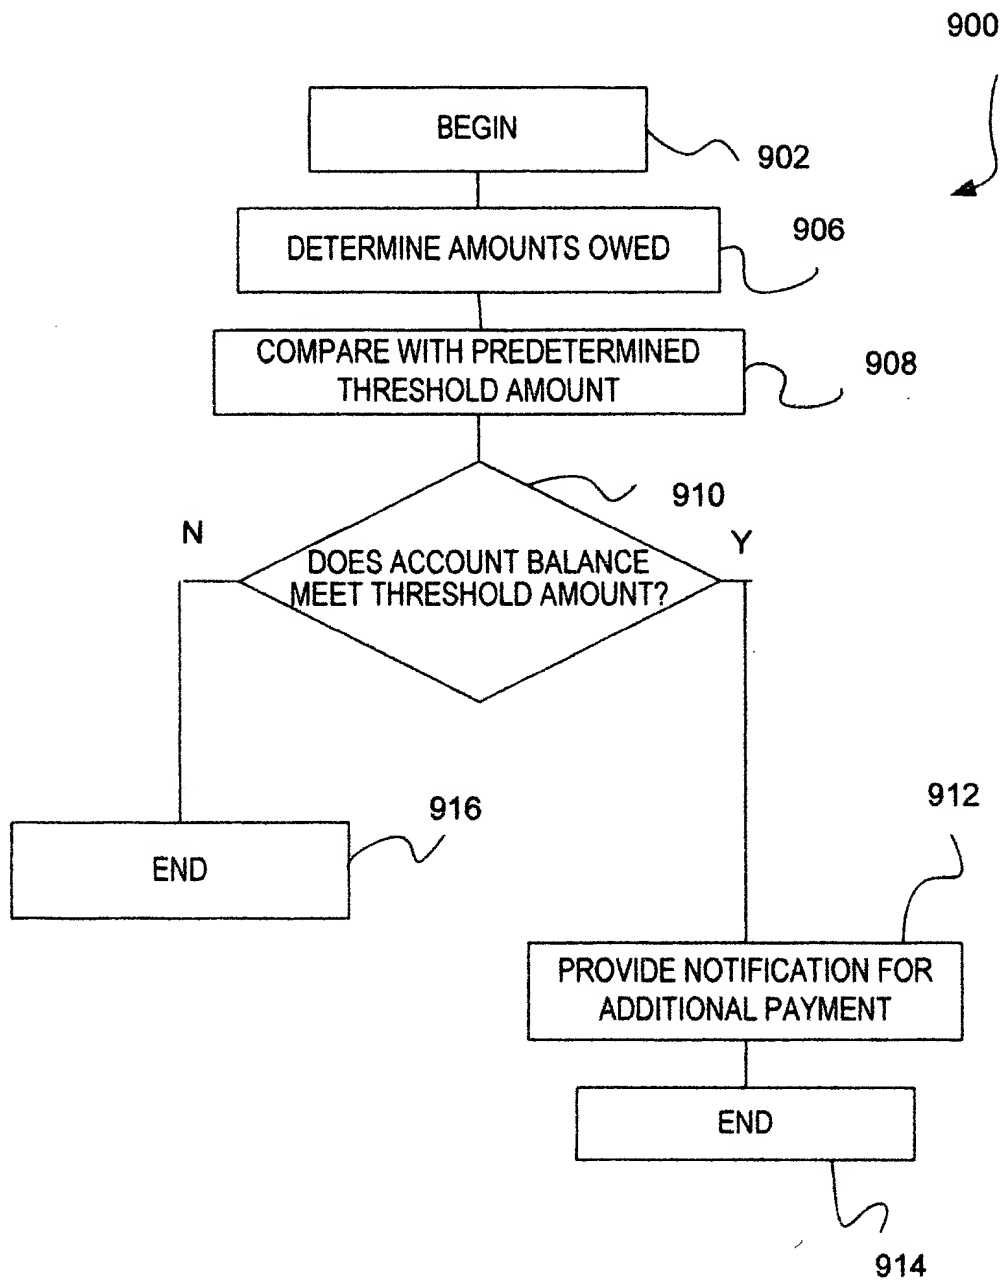 900
BEGIN
902
DETERMINE AMOUNTS OWED
906
COMPARE WITH PREDETERMINED
THRESHOLD AMOUNT
908
910
N
Y
DOES ACCOUNT BALANCE
MEET THRESHOLD AMOUNT?
916
END
912
PROVIDE NOTIFICATION FOR
ADDITIONAL PAYMENT
END
914